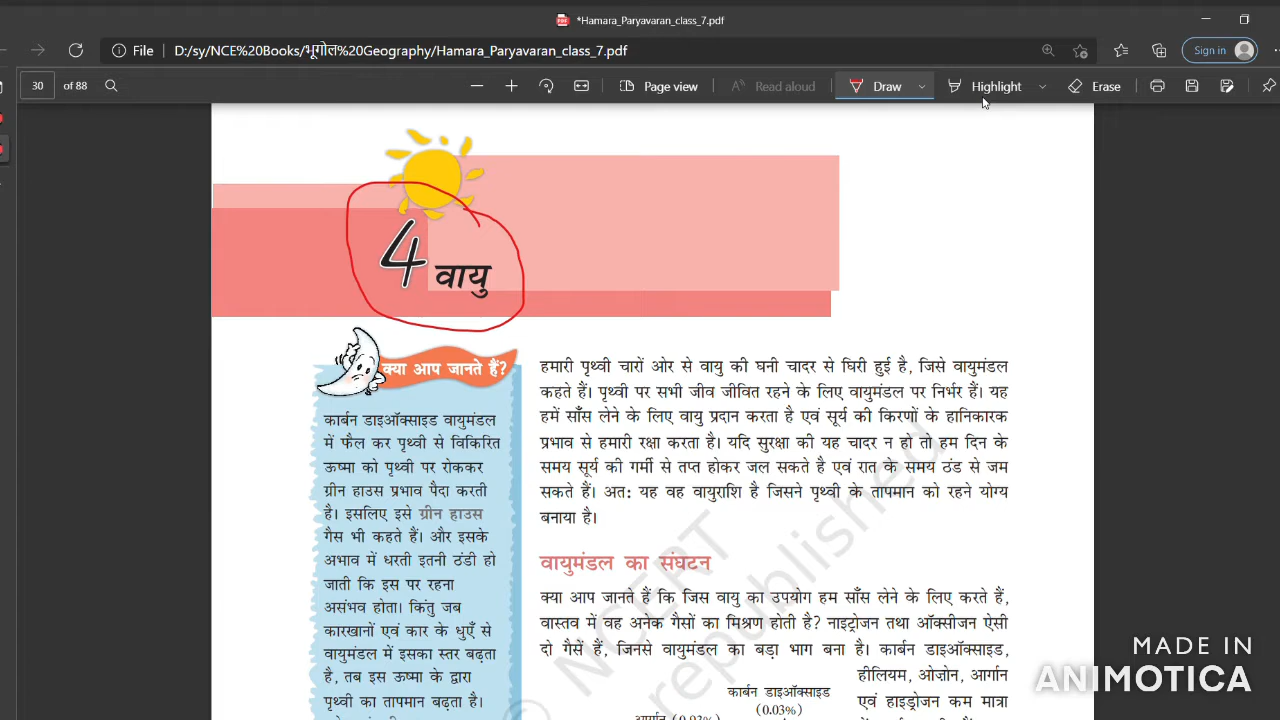 *Hamara_Paryavaran_class_7.pdf
File D:/sy/NCE%20Books/भूगोल%20Geography/Hamara_Paryavaran_class_7.pdf
Sign in
30 of 88
Page view
Read aloud
Draw
Highlight
Erase
4 वायु
क्या आप जानते हैं?
कार्बन डाइऑक्साइड वायुमंडल
में फैल कर पृथ्वी से विकिरित
ऊष्मा को पृथ्वी पर रोककर
ग्रीन हाउस प्रभाव पैदा करती
है। इसलिए इसे ग्रीन हाउस
गैस भी कहते हैं। और इसके
अभाव में धरती इतनी ठंडी हो
जाती कि इस पर रहना
असंभव होता। किंतु जब
कारखानों एवं कार के धुएँ से
वायुमंडल में इसका स्तर बढ़ता
है, तब इस ऊष्मा के द्वारा
पृथ्वी का तापमान बढ़ता है।
हमारी पृथ्वी चारों ओर से वायु की घनी चादर से घिरी हुई है, जिसे वायुमंडल
कहते हैं। पृथ्वी पर सभी जीव जीवित रहने के लिए वायुमंडल पर निर्भर हैं। यह
हमें साँस लेने के लिए वायु प्रदान करता है एवं सूर्य की किरणों के हानिकारक
प्रभाव से हमारी रक्षा करता है। यदि सुरक्षा की यह चादर न हो तो हम दिन के
समय सूर्य की गर्मी से तप्त होकर जल सकते है एवं रात के समय ठंड से जम
सकते हैं। अतः यह वह वायुराशि है जिसने पृथ्वी के तापमान को रहने योग्य
बनाया है।
वायुमंडल का संघटन
क्या आप जानते हैं कि जिस वायु का उपयोग हम साँस लेने के लिए करते हैं,
वास्तव में वह अनेक गैसों का मिश्रण होती है? नाइट्रोजन तथा ऑक्सीजन ऐसी
दो गैसें हैं, जिनसे वायुमंडल का बड़ा भाग बना है। कार्बन डाइऑक्साइड,
हीलियम, ओज़ोन, आर्गान
एवं हाइड्रोजन कम मात्रा
कार्बन डाइऑक्साइड
(0.03%)
आर्गान (0.93%)
© NCERT
republished
MADE IN
ANIMOTICA